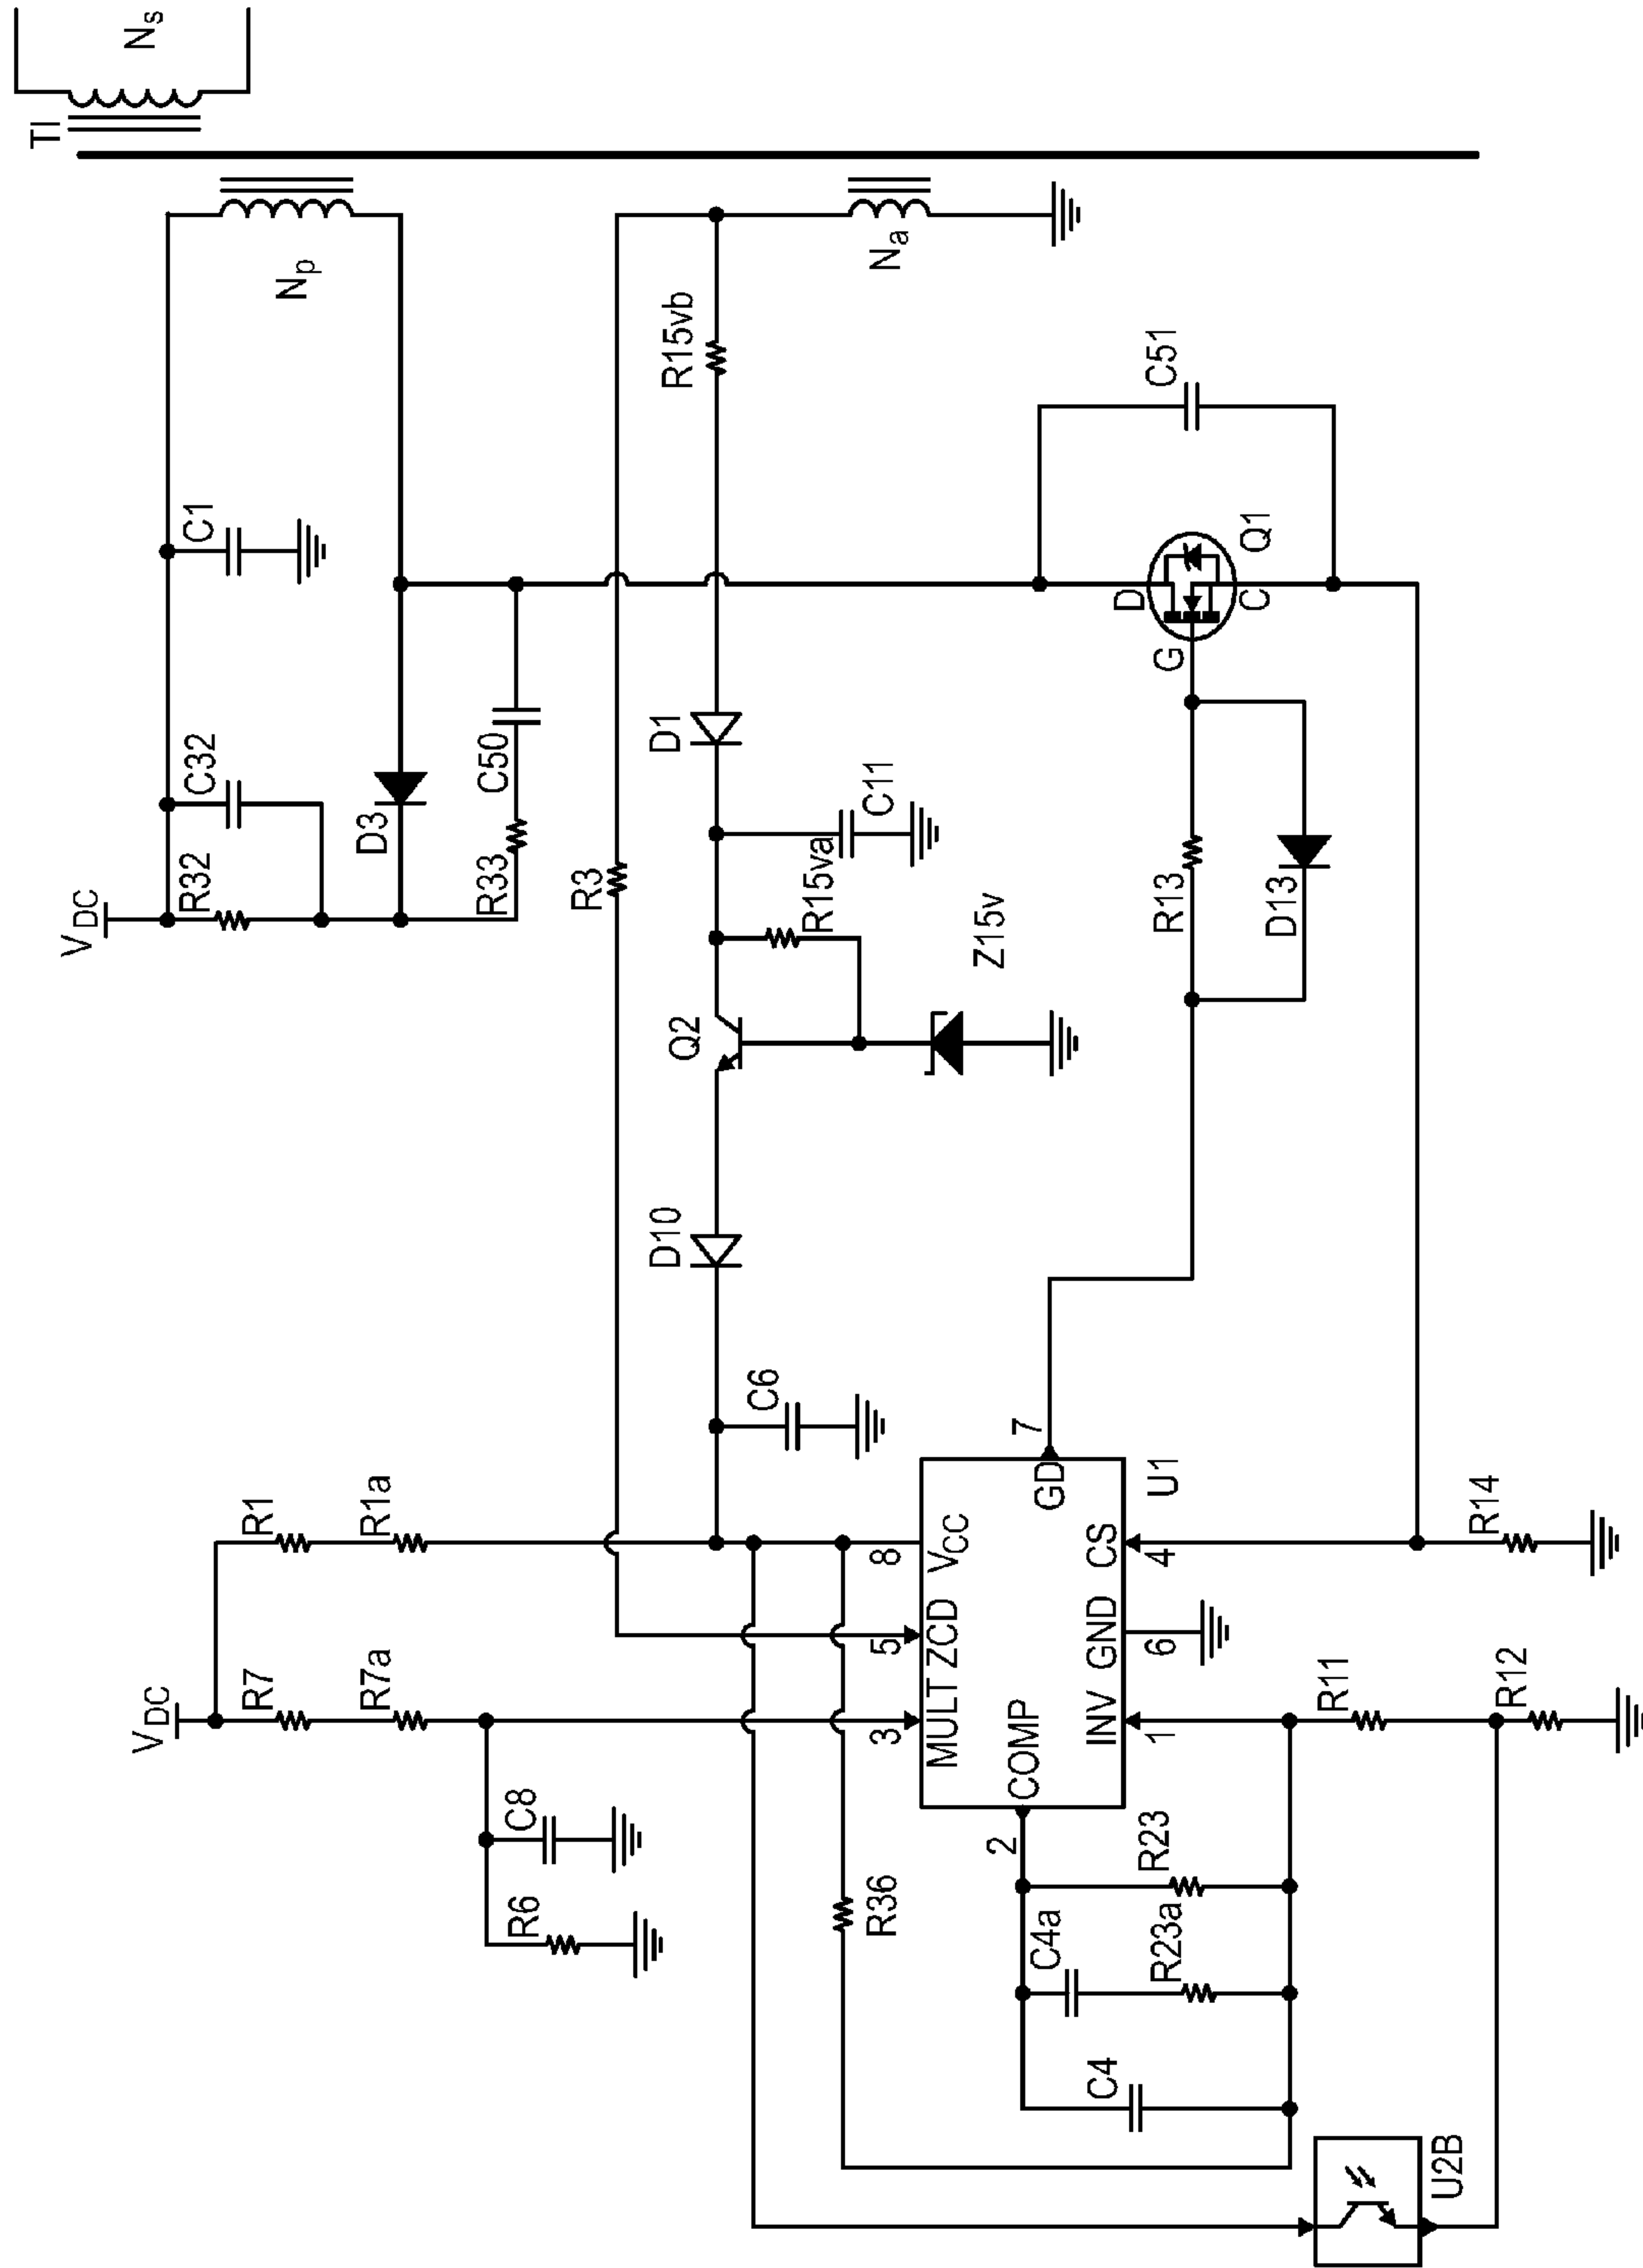 TI
Ns
Np
C1
VDC
R32
C32
D3
R33
C50
R3
R15vb
Na
D1
C11
R15va
Q2
Z15v
D10
C6
C51
D
Q1
C
G
R13
D13
VDC
R1
R1a
R7
R7a
C8
R6
R36
3
5
8
MULT
ZCD
VCC
7
GD
U1
COMP
2
INV
GND
CS
1
6
4
R14
R11
R12
R23
C4a
R23a
C4
U2B